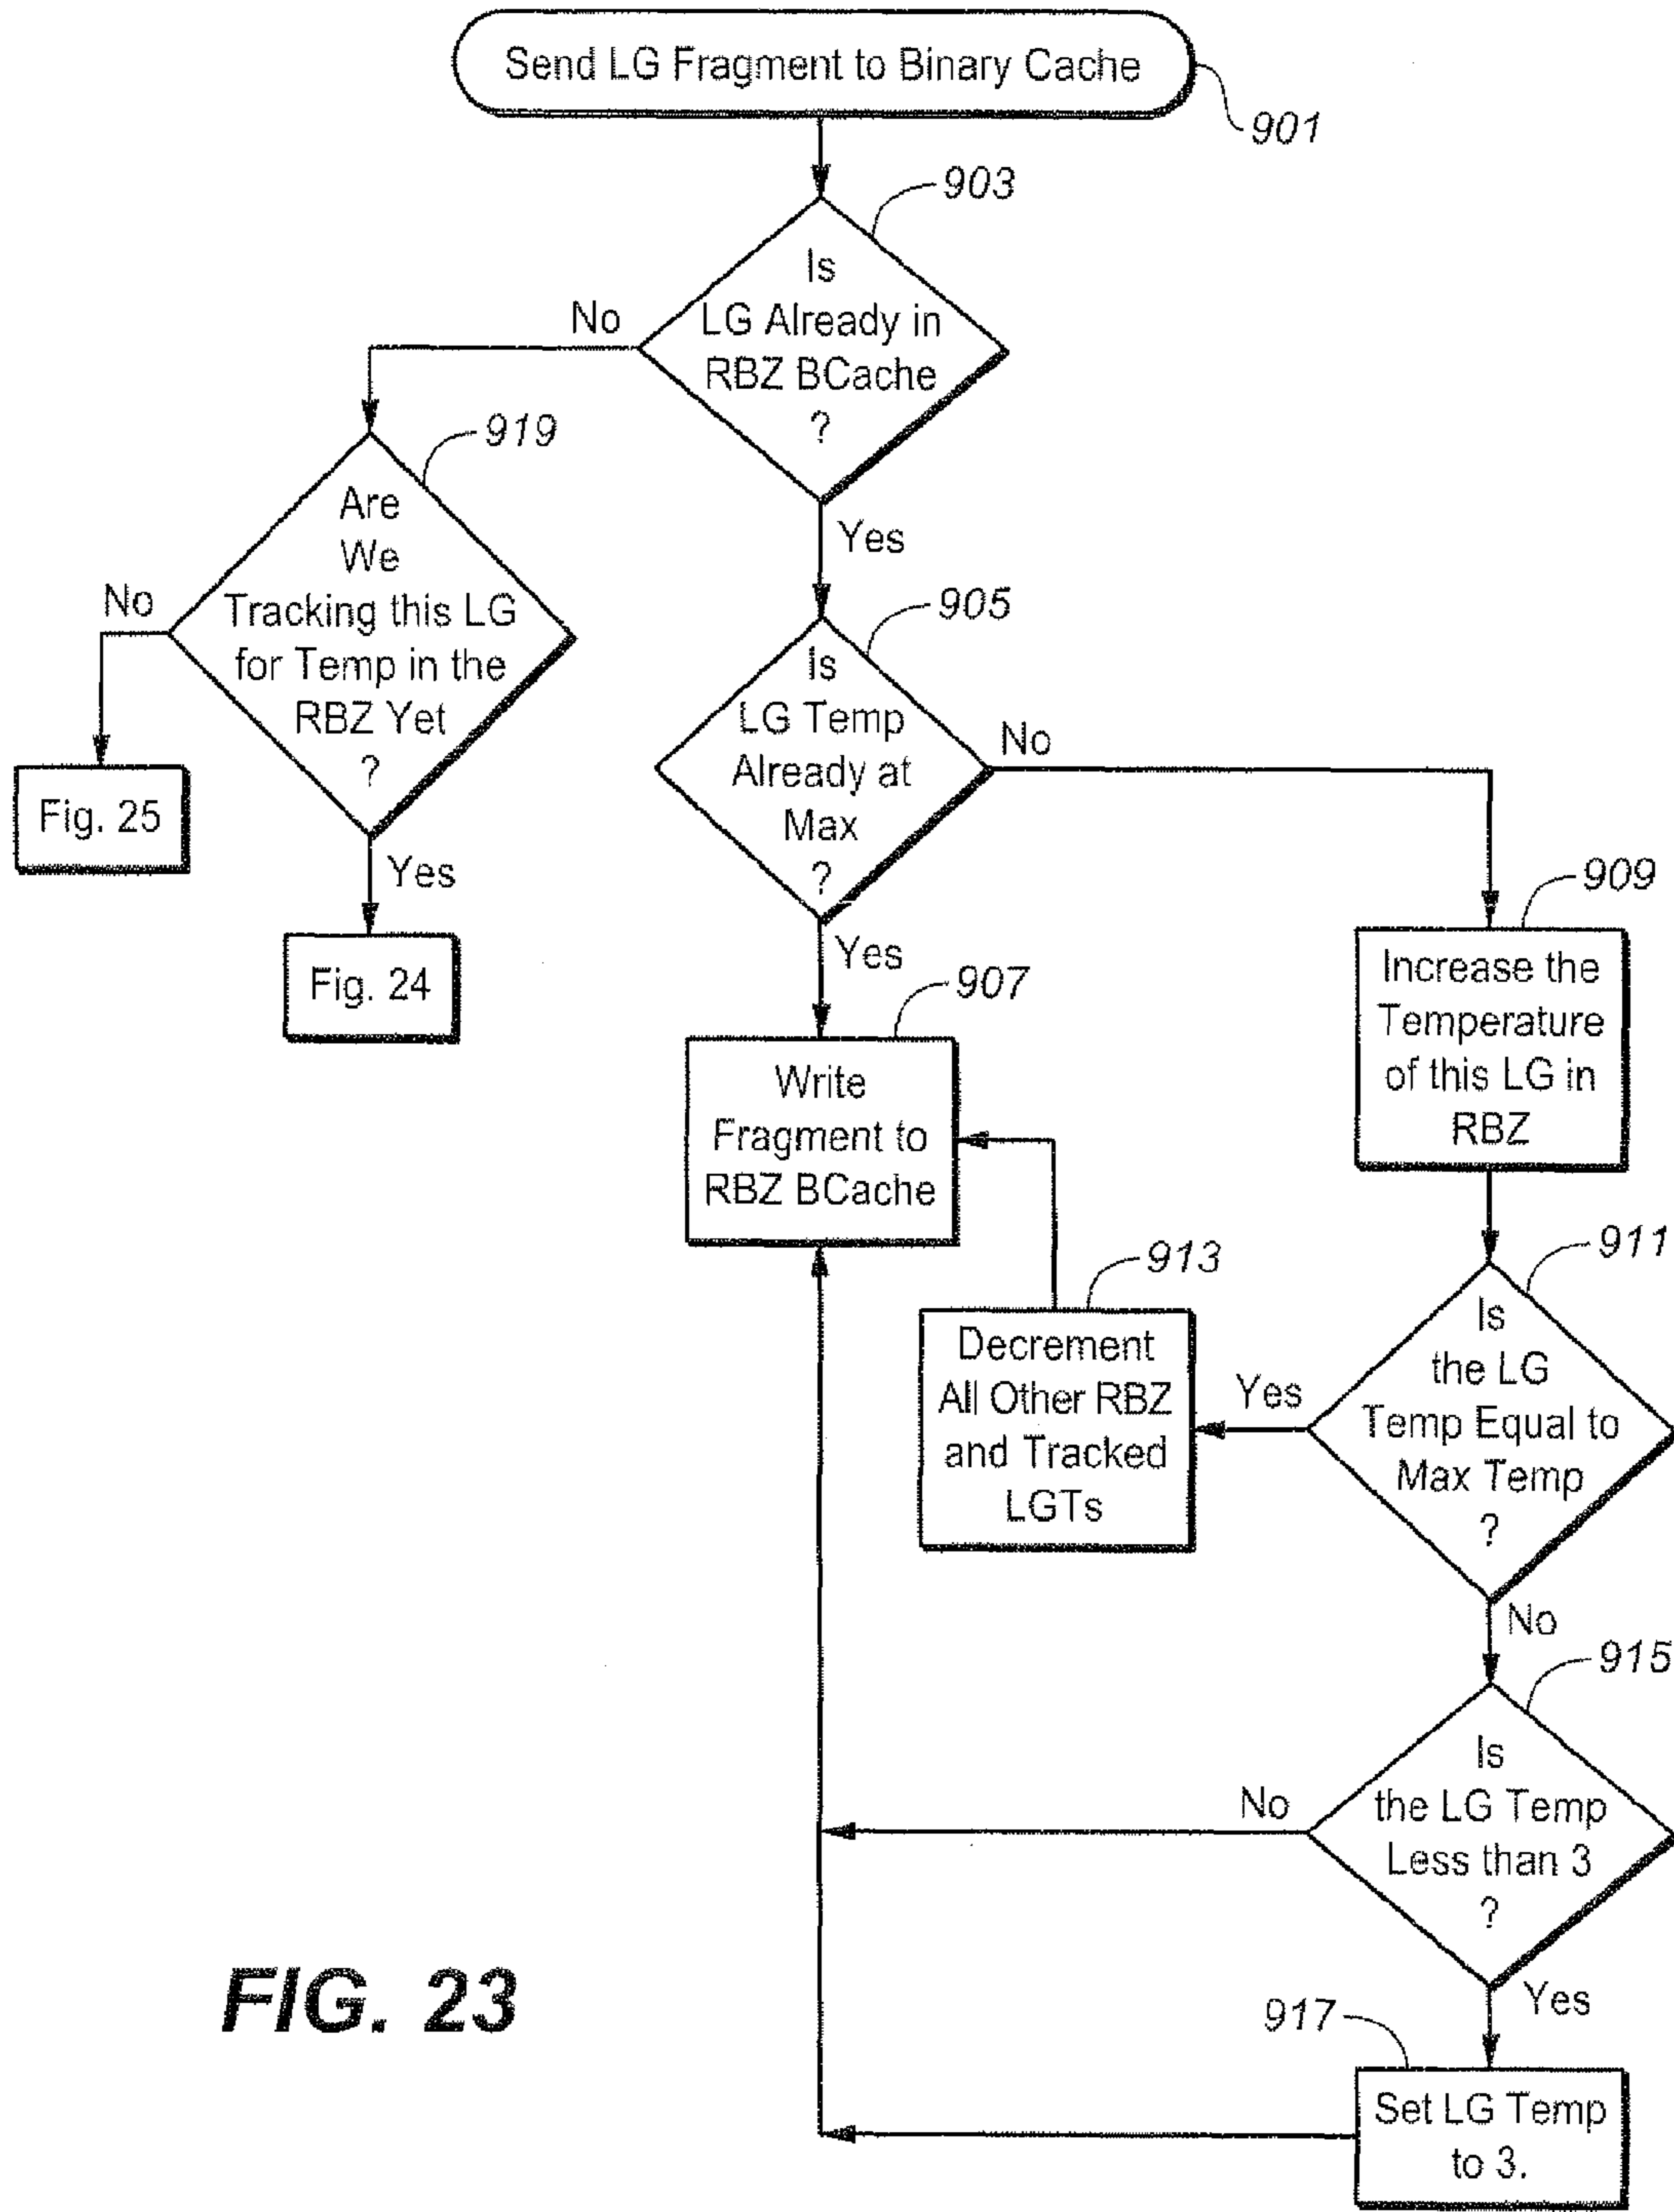 Send LG Fragment to Binary Cache
901
903
Is
LG Already in
RBZ BCache
?
No
Yes
919
Are
We
Tracking this LG
for Temp in the
RBZ Yet
?
No
Yes
Fig. 25
Fig. 24
905
Is
LG Temp
Already at
Max
?
No
Yes
907
Write
Fragment to
RBZ BCache
909
Increase the
Temperature
of this LG in
RBZ
911
Is
the LG
Temp Equal to
Max Temp
?
Yes
No
913
Decrement
All Other RBZ
and Tracked
LGTs
915
Is
the LG Temp
Less than 3
?
No
Yes
917
Set LG Temp
to 3.
FIG. 23